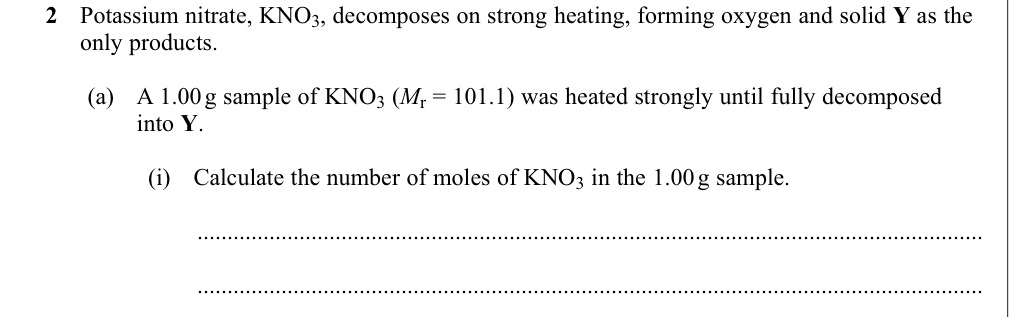 2 Potassium nitrate, KNO₃, decomposes on strong heating, forming oxygen and solid Y as the
only products.
(a) A 1.00 g sample of KNO₃ (Mᵣ = 101.1) was heated strongly until fully decomposed
into Y.
(i) Calculate the number of moles of KNO₃ in the 1.00 g sample.